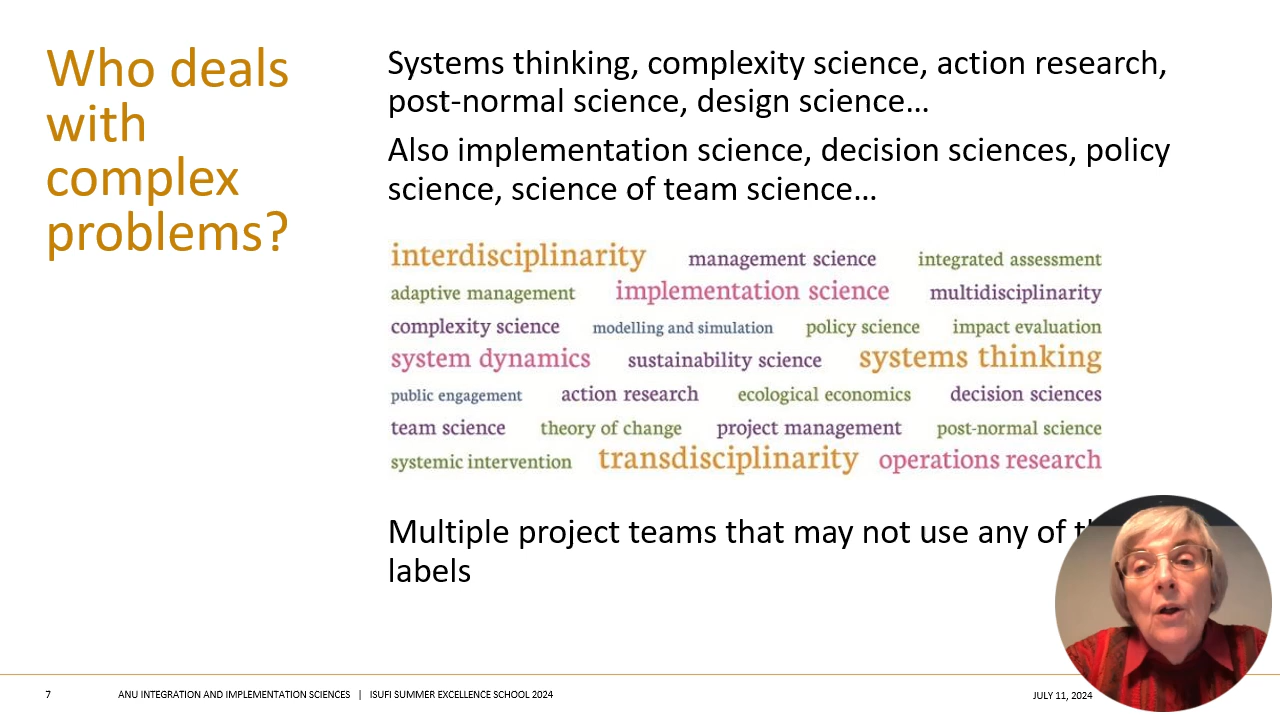 Who deals
with
complex
problems?
Systems thinking, complexity science, action research,
post-normal science, design science…
Also implementation science, decision sciences, policy
science, science of team science…
interdisciplinarity management science integrated assessment
adaptive management implementation science multidisciplinarity
complexity science modelling and simulation policy science impact evaluation
system dynamics sustainability science systems thinking
public engagement action research ecological economics decision sciences
team science theory of change project management post-normal science
systemic intervention transdisciplinarity operations research
Multiple project teams that may not use any of
labels
7 ANU INTEGRATION AND IMPLEMENTATION SCIENCES | ISUFI SUMMER EXCELLENCE SCHOOL 2024 JULY 11, 2024